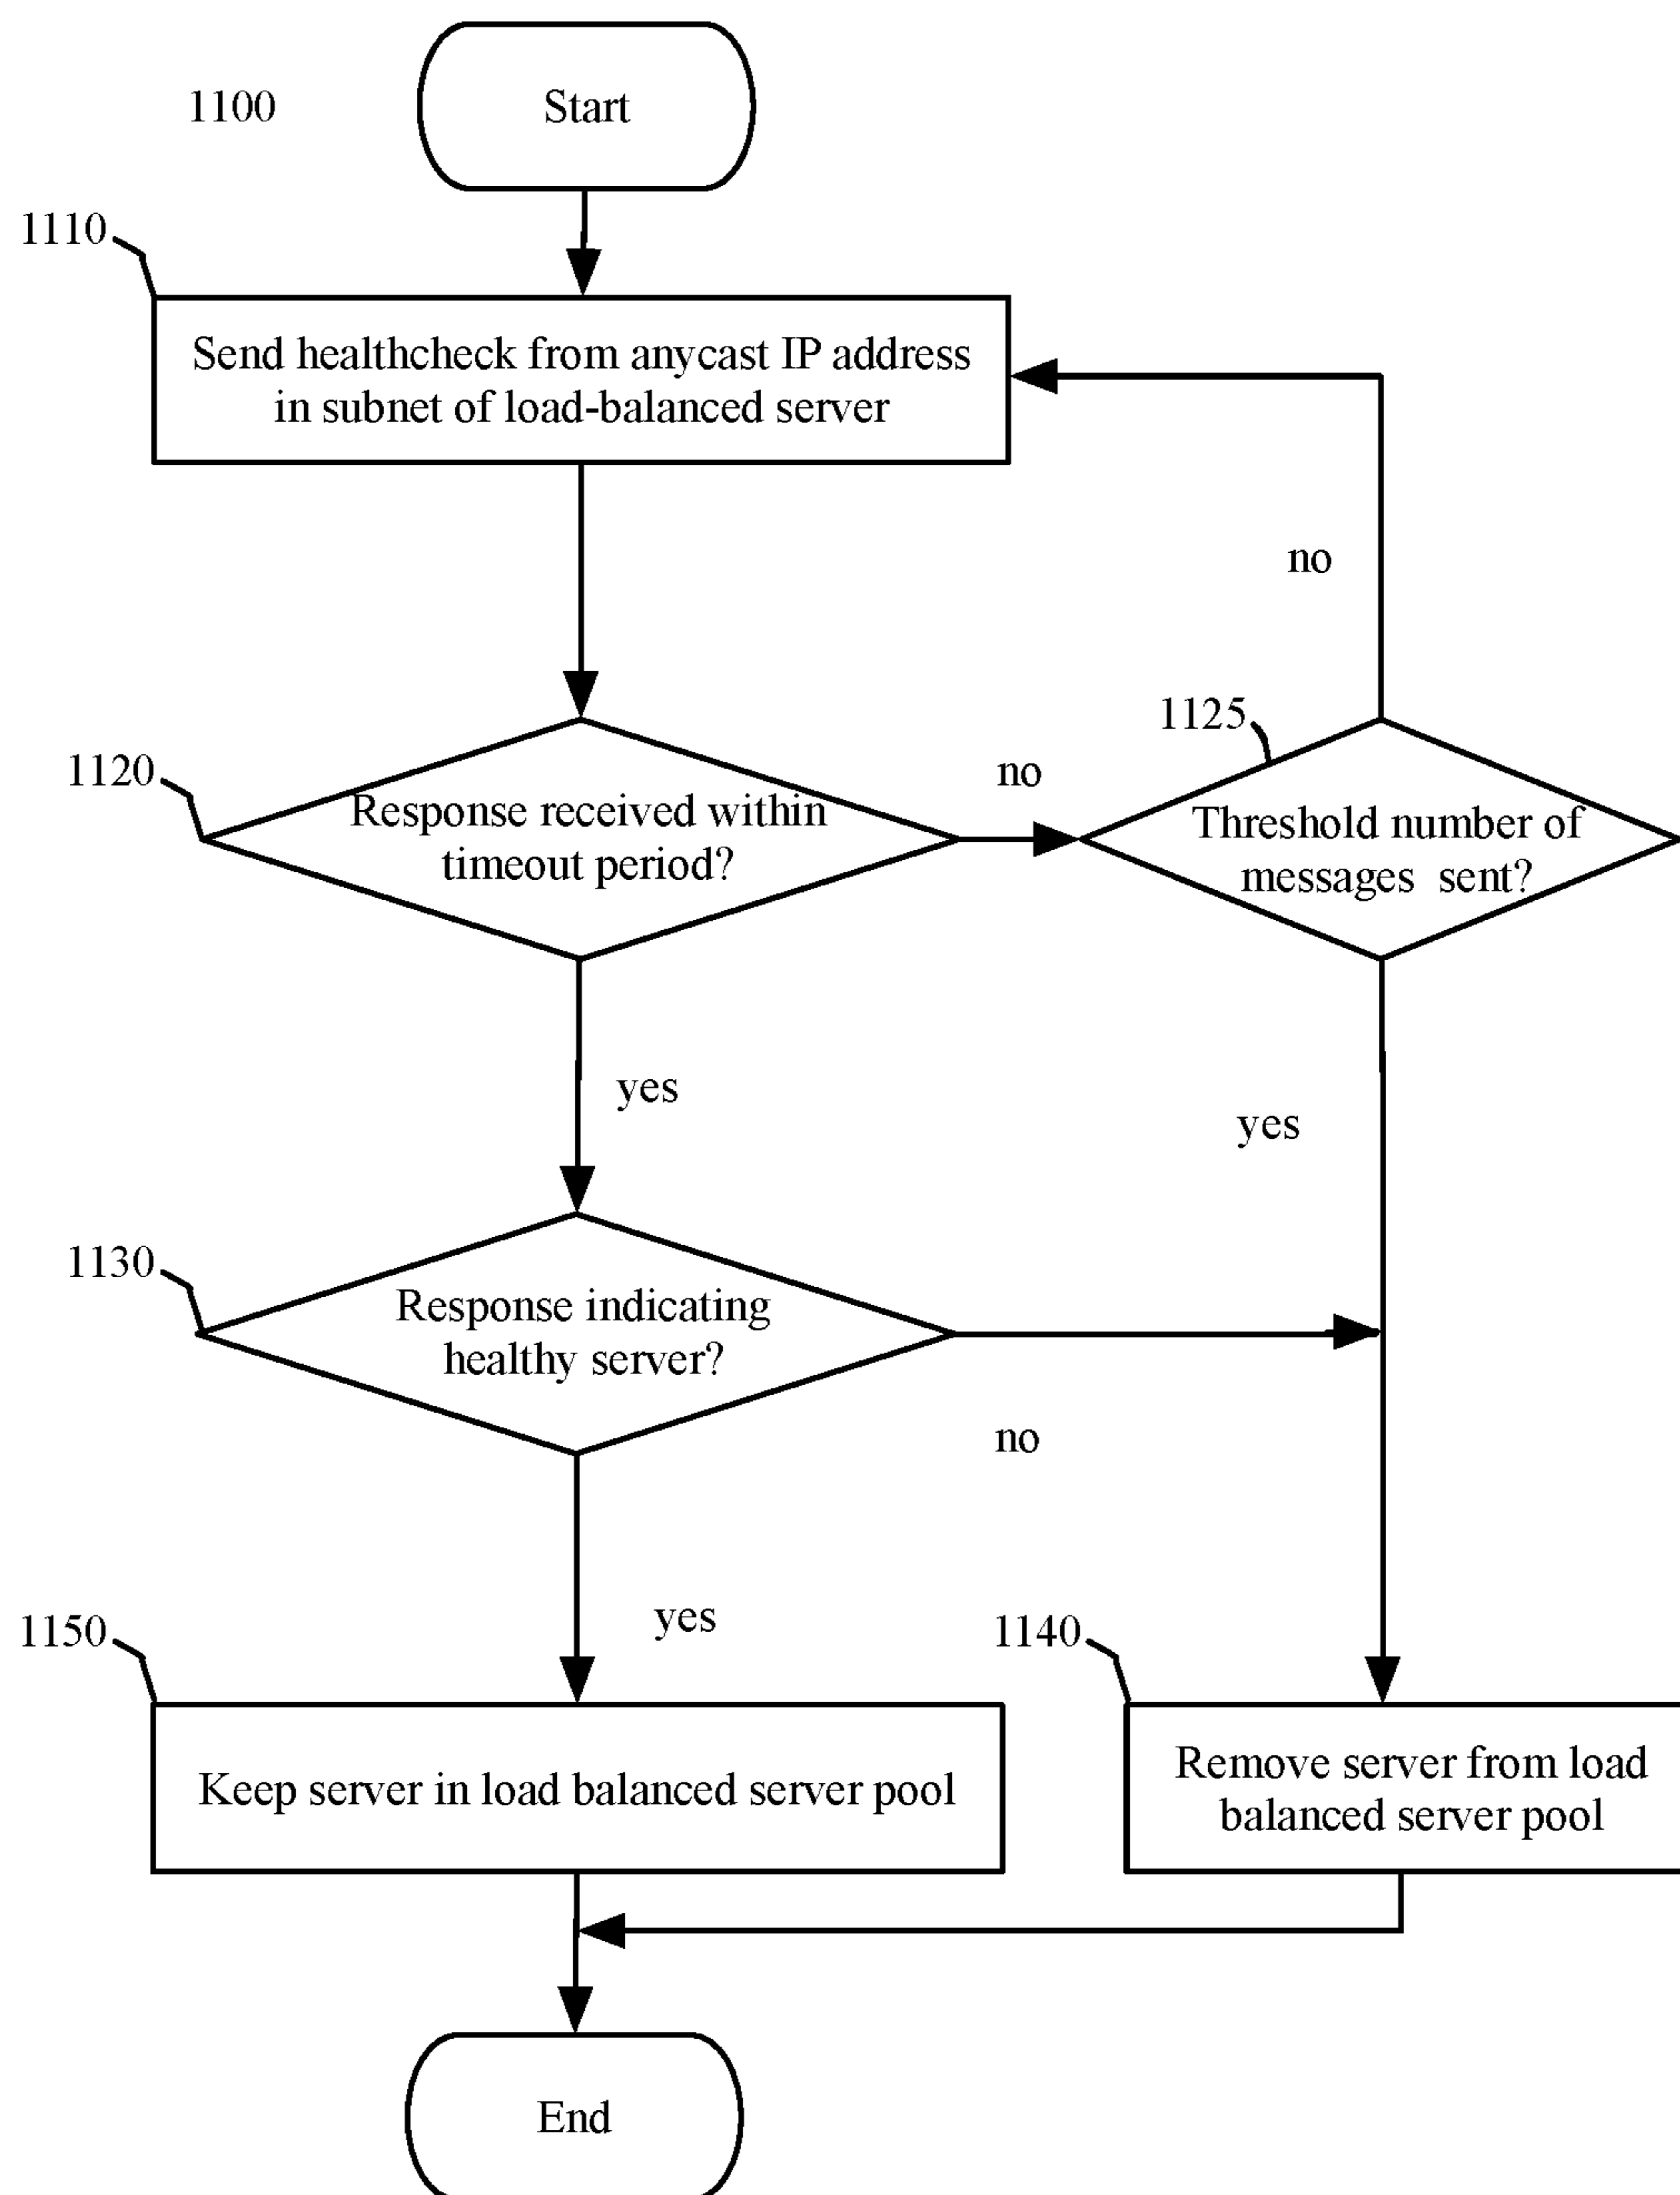 1100
Start
1110
Send healthcheck from anycast IP address
in subnet of load-balanced server
no
1125
1120
no
Response received within
timeout period?
Threshold number of
messages sent?
yes
yes
1130
Response indicating
healthy server?
no
yes
1150
1140
Keep server in load balanced server pool
Remove server from load
balanced server pool
End